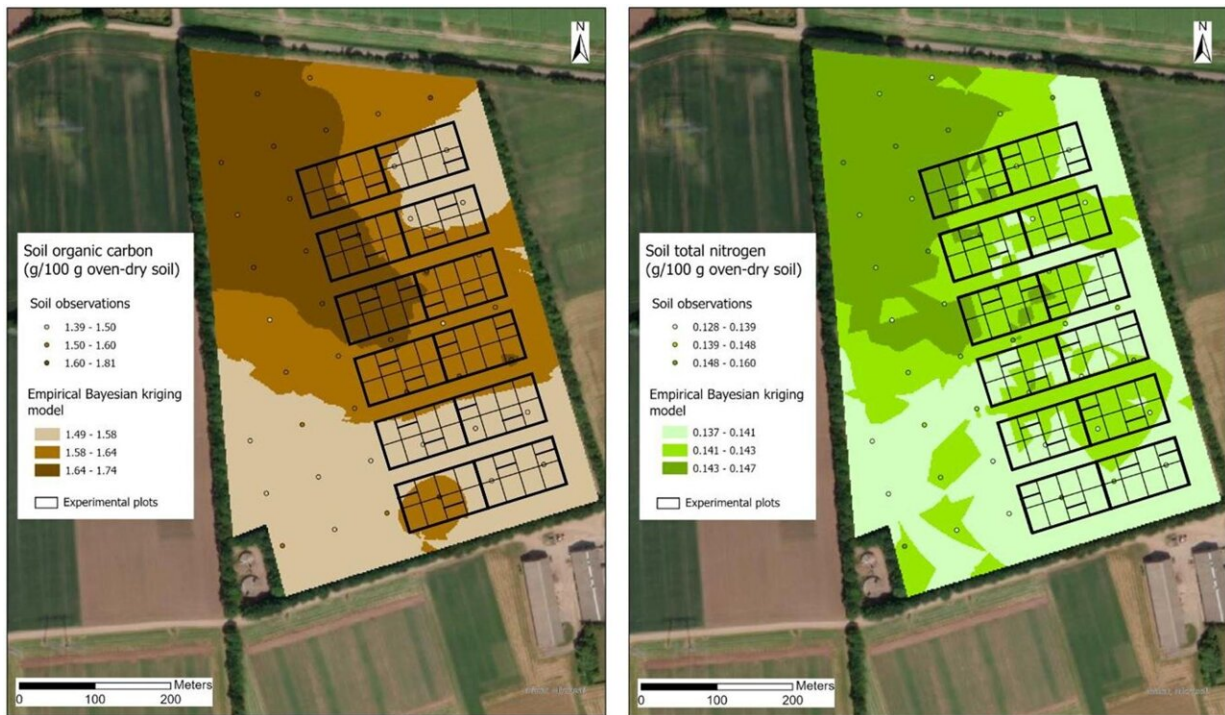 N
Soil organic carbon
(g/100 g oven-dry soil)
Soil observations
1.39 - 1.50
1.50 - 1.60
1.60 - 1.81
Empirical Bayesian kriging
model
1.49 - 1.58
1.58 - 1.64
1.64 - 1.74
Experimental plots
Meters
0 100 200
N
Soil total nitrogen
(g/100 g oven-dry soil)
Soil observations
0.128 - 0.139
0.139 - 0.148
0.148 - 0.160
Empirical Bayesian kriging
model
0.137 - 0.141
0.141 - 0.143
0.143 - 0.147
Experimental plots
Meters
0 100 200